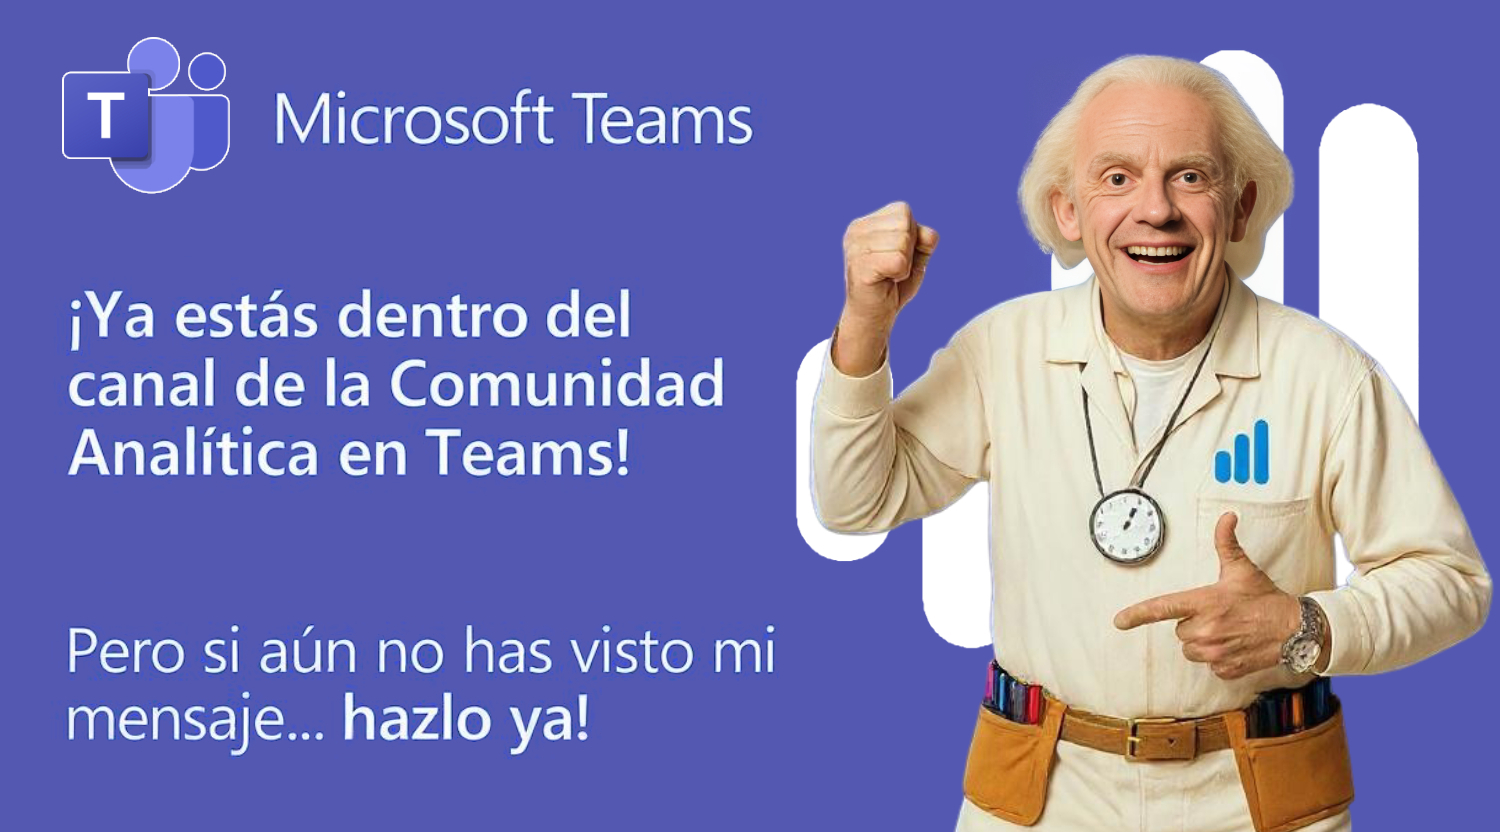 T
Microsoft Teams
¡Ya estás dentro del
canal de la Comunidad
Analítica en Teams!
Pero si aún no has visto mi
mensaje... hazlo ya!